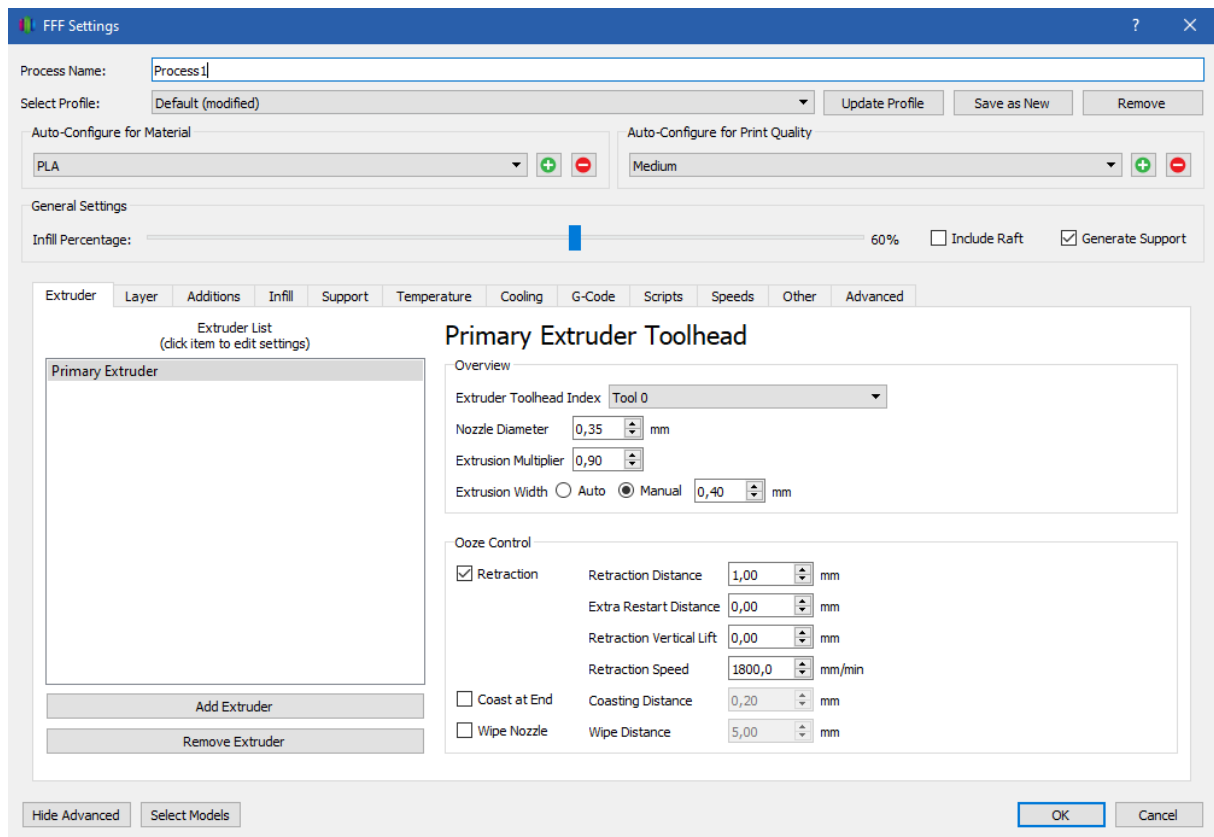 FFF Settings
Process Name: Process1
Select Profile: Default (modified) Update Profile Save as New Remove
Auto-Configure for Material Auto-Configure for Print Quality
PLA Medium
General Settings
Infill Percentage: 60% Include Raft Generate Support
Extruder Layer Additions Infill Support Temperature Cooling G-Code Scripts Speeds Other Advanced
Extruder List
(click item to edit settings)
Primary Extruder
Add Extruder
Remove Extruder
Primary Extruder Toolhead
Overview
Extruder Toolhead Index Tool 0
Nozzle Diameter 0,35 mm
Extrusion Multiplier 0,90
Extrusion Width Auto Manual 0,40 mm
Ooze Control
Retraction Retraction Distance 1,00 mm
Extra Restart Distance 0,00 mm
Retraction Vertical Lift 0,00 mm
Retraction Speed 1800,0 mm/min
Coast at End Coasting Distance 0,20 mm
Wipe Nozzle Wipe Distance 5,00 mm
Hide Advanced Select Models OK Cancel